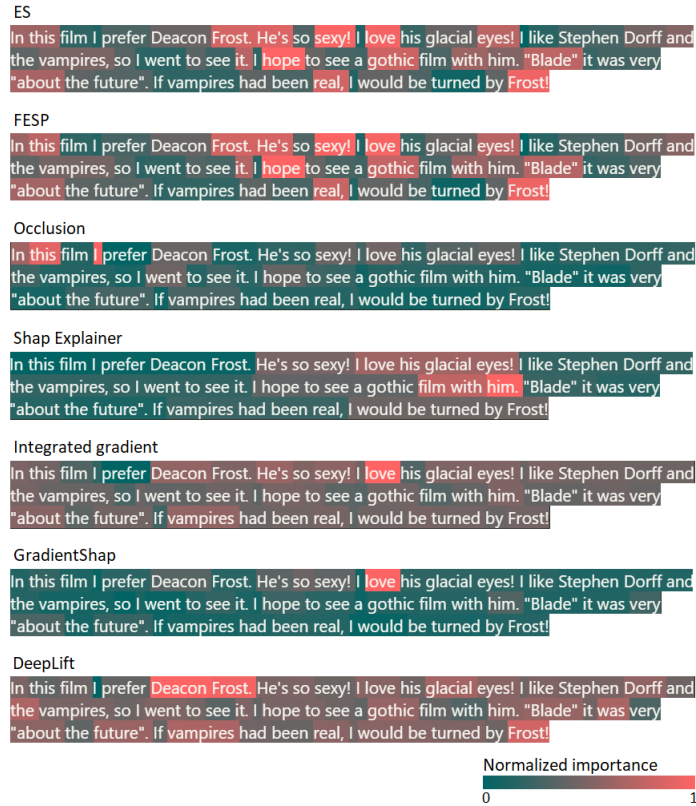 ES
In this film I prefer Deacon Frost. He's so sexy! I love his glacial eyes! I like Stephen Dorff and
the vampires, so I went to see it. I hope to see a gothic film with him. "Blade" it was very
"about the future". If vampires had been real, I would be turned by Frost!
FESP
In this film I prefer Deacon Frost. He's so sexy! I love his glacial eyes! I like Stephen Dorff and
the vampires, so I went to see it. I hope to see a gothic film with him. "Blade" it was very
"about the future". If vampires had been real, I would be turned by Frost!
Occlusion
In this film I prefer Deacon Frost. He's so sexy! I love his glacial eyes! I like Stephen Dorff and
the vampires, so I went to see it. I hope to see a gothic film with him. "Blade" it was very
"about the future". If vampires had been real, I would be turned by Frost!
Shap Explainer
In this film I prefer Deacon Frost. He's so sexy! I love his glacial eyes! I like Stephen Dorff and
the vampires, so I went to see it. I hope to see a gothic film with him. "Blade" it was very
"about the future". If vampires had been real, I would be turned by Frost!
Integrated gradient
In this film I prefer Deacon Frost. He's so sexy! I love his glacial eyes! I like Stephen Dorff and
the vampires, so I went to see it. I hope to see a gothic film with him. "Blade" it was very
"about the future". If vampires had been real, I would be turned by Frost!
GradientShap
In this film I prefer Deacon Frost. He's so sexy! I love his glacial eyes! I like Stephen Dorff and
the vampires, so I went to see it. I hope to see a gothic film with him. "Blade" it was very
"about the future". If vampires had been real, I would be turned by Frost!
DeepLift
In this film I prefer Deacon Frost. He's so sexy! I love his glacial eyes! I like Stephen Dorff and
the vampires, so I went to see it. I hope to see a gothic film with him. "Blade" it was very
"about the future". If vampires had been real, I would be turned by Frost!
Normalized importance
0 1